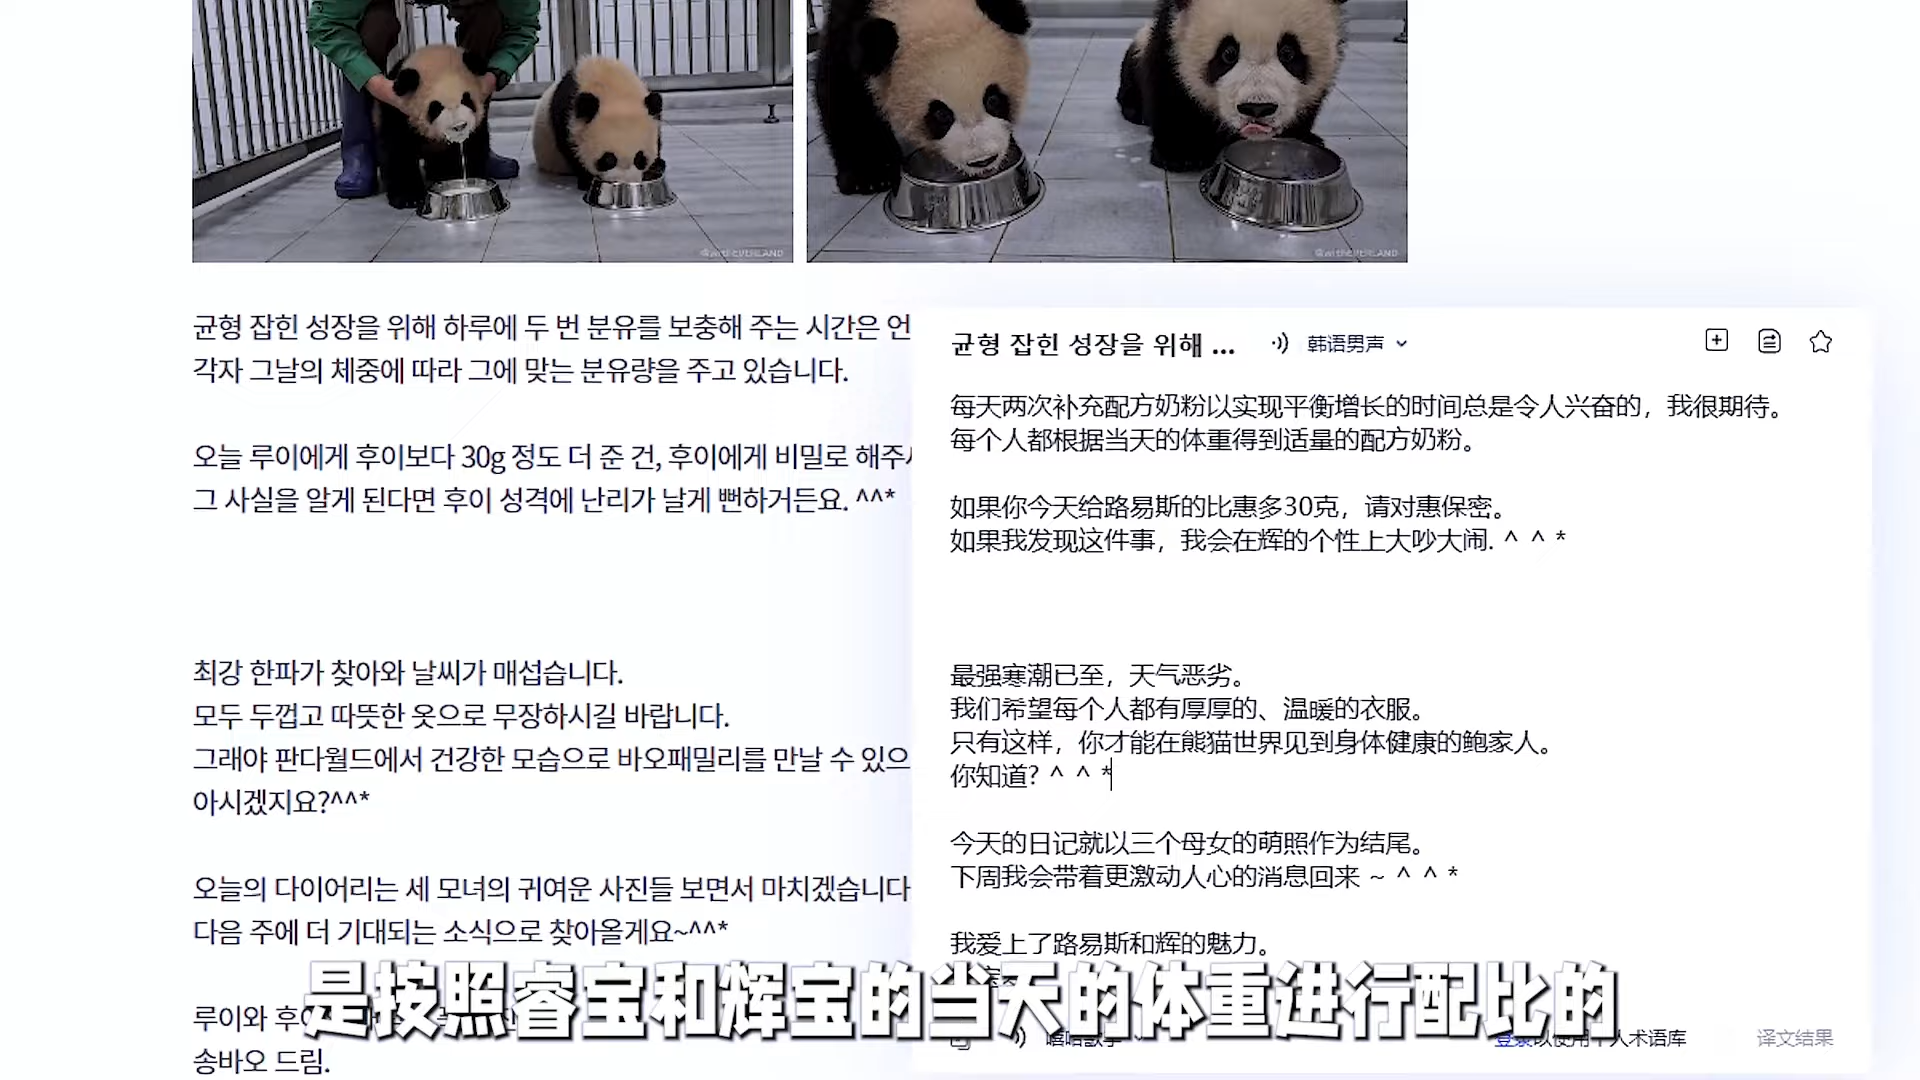 @withEVERLAND
@withEVERLAND
균형 잡힌 성장을 위해 하루에 두 번 분유를 보충해 주는 시간은 언
각자 그날의 체중에 따라 그에 맞는 분유량을 주고 있습니다.
오늘 루이에게 후이보다 30g 정도 더 준 건, 후이에게 비밀로 해주
그 사실을 알게 된다면 후이 성격에 난리가 날게 뻔하거든요. ^^*
최강 한파가 찾아와 날씨가 매섭습니다.
모두 두껍고 따뜻한 옷으로 무장하시길 바랍니다.
그래야 판다월드에서 건강한 모습으로 바오패밀리를 만날 수 있으
아시겠지요?^^*
오늘의 다이어리는 세 모녀의 귀여운 사진들 보면서 마치겠습니다
다음 주에 더 기대되는 소식으로 찾아올게요~^^*
루이와 후이
송바오 드림.
균형 잡힌 성장을 위해 ...
韩语男声
每天两次补充配方奶粉以实现平衡增长的时间总是令人兴奋的，我很期待。
每个人都根据当天的体重得到适量的配方奶粉。
如果你今天给路易斯的比惠多30克，请对惠保密。
如果我发现这件事，我会在辉的个性上大吵大闹. ^ ^ *
最强寒潮已至，天气恶劣。
我们希望每个人都有厚厚的、温暖的衣服。
只有这样，你才能在熊猫世界见到身体健康的鲍家人。
你知道? ^ ^ *
今天的日记就以三个母女的萌照作为结尾。
下周我会带着更激动人心的消息回来 ~ ^ ^ *
我爱上了路易斯和辉的魅力。
登录以使用个人术语库
译文结果
是按照睿宝和辉宝的当天的体重进行配比的